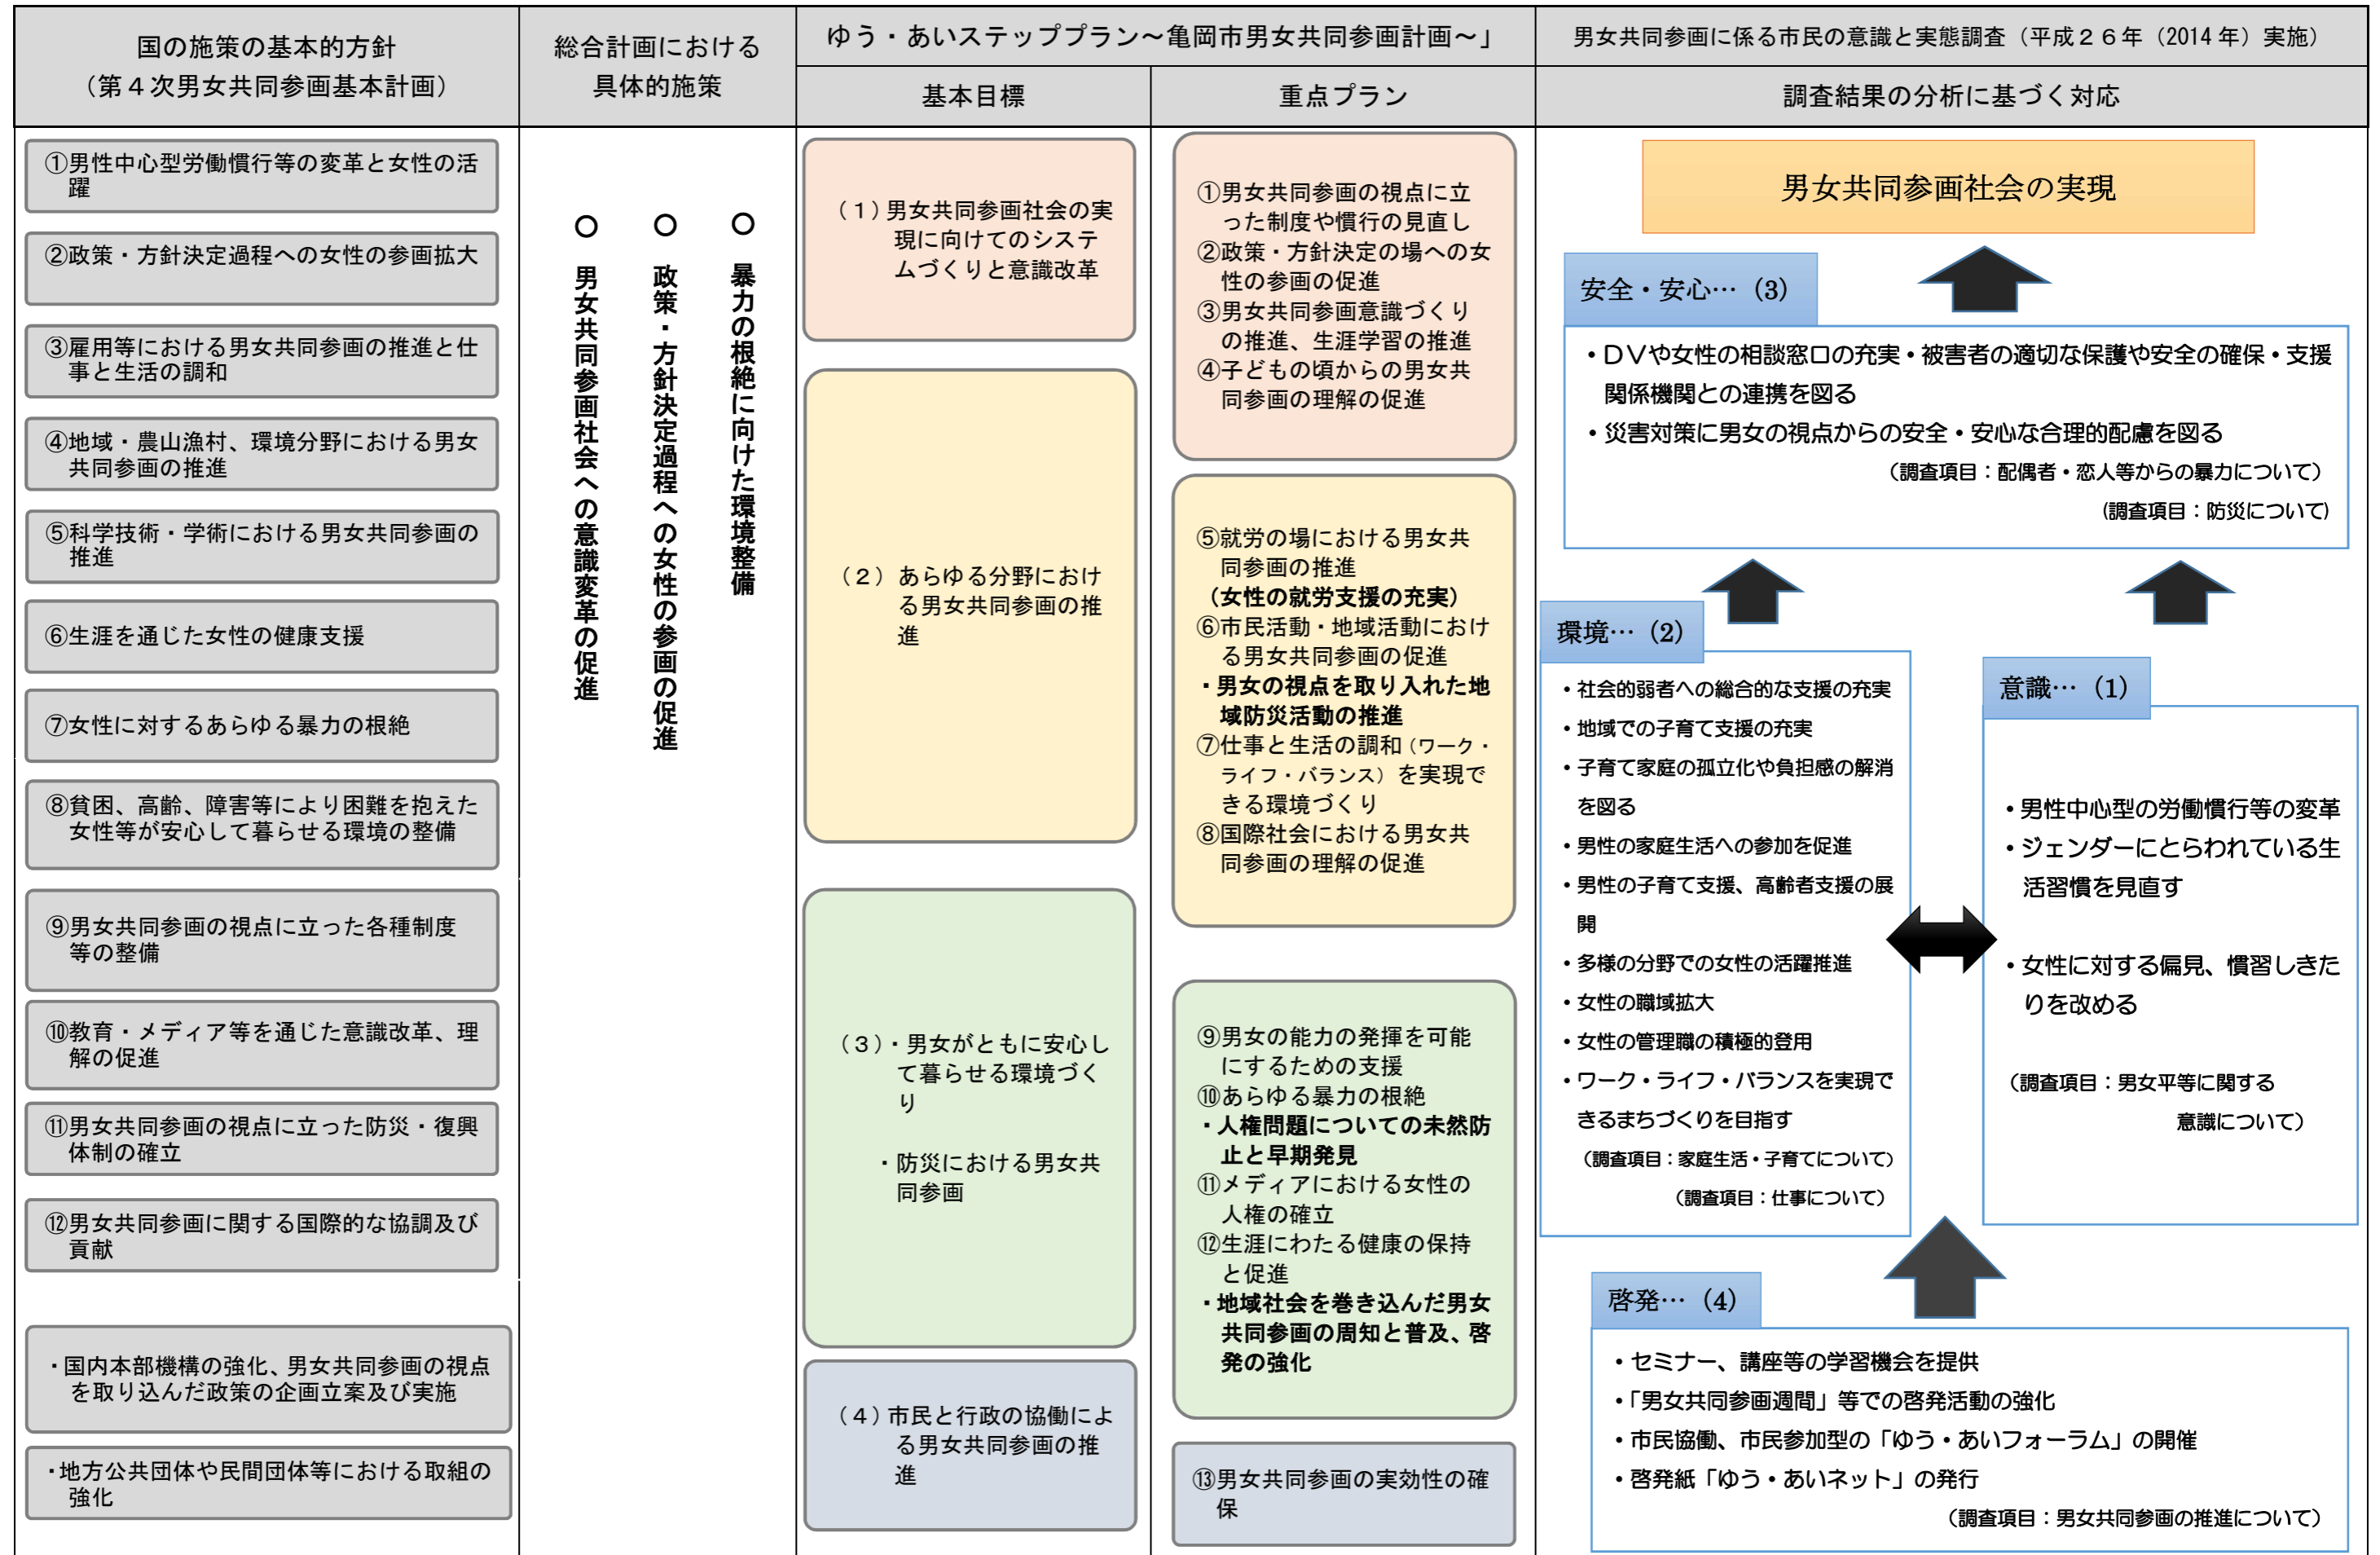 国の施策の基本的方針
（第４次男女共同参画基本計画）
総合計画における
具体的施策
ゆう・あいステッププラン～亀岡市男女共同参画計画～」
基本目標
重点プラン
男女共同参画に係る市民の意識と実態調査（平成２６年（2014 年）実施）
調査結果の分析に基づく対応
①男性中心型労働慣行等の変革と女性の活
躍
②政策・方針決定過程への女性の参画拡大
③雇用等における男女共同参画の推進と仕
事と生活の調和
④地域・農山漁村、環境分野における男女
共同参画の推進
⑤科学技術・学術における男女共同参画の
推進
⑥生涯を通じた女性の健康支援
⑦女性に対するあらゆる暴力の根絶
⑧貧困、高齢、障害等により困難を抱えた
女性等が安心して暮らせる環境の整備
⑨男女共同参画の視点に立った各種制度
等の整備
⑩教育・メディア等を通じた意識改革、理
解の促進
⑪男女共同参画の視点に立った防災・復興
体制の確立
⑫男女共同参画に関する国際的な協調及び
貢献
・国内本部機構の強化、男女共同参画の視点
を取り込んだ政策の企画立案及び実施
・地方公共団体や民間団体等における取組の
強化
○ 暴力の根絶に向けた環境整備
○ 政策・方針決定過程への女性の参画の促進
○ 男女共同参画社会への意識変革の促進
（１）男女共同参画社会の実
現に向けてのシステ
ムづくりと意識改革
（２）あらゆる分野におけ
る男女共同参画の推
進
（３）・男女がともに安心し
て暮らせる環境づく
り
・防災における男女共
同参画
（４）市民と行政の協働によ
る男女共同参画の推
進
①男女共同参画の視点に立
った制度や慣行の見直し
②政策・方針決定の場への女
性の参画の促進
③男女共同参画意識づくり
の推進、生涯学習の推進
④子どもの頃からの男女共
同参画の理解の促進
⑤就労の場における男女共
同参画の推進
（女性の就労支援の充実）
⑥市民活動・地域活動におけ
る男女共同参画の促進
・男女の視点を取り入れた地
域防災活動の推進
⑦仕事と生活の調和（ワーク・
ライフ・バランス）を実現で
きる環境づくり
⑧国際社会における男女共
同参画の理解の促進
⑨男女の能力の発揮を可能
にするための支援
⑩あらゆる暴力の根絶
・人権問題についての未然防
止と早期発見
⑪メディアにおける女性の
人権の確立
⑫生涯にわたる健康の保持
と促進
・地域社会を巻き込んだ男女
共同参画の周知と普及、啓
発の強化
⑬男女共同参画の実効性の確
保
男女共同参画社会の実現
安全・安心…（3）
・ＤＶや女性の相談窓口の充実・被害者の適切な保護や安全の確保・支援
関係機関との連携を図る
・災害対策に男女の視点からの安全・安心な合理的配慮を図る
（調査項目：配偶者・恋人等からの暴力について）
（調査項目：防災について）
環境…（2）
・社会的弱者への総合的な支援の充実
・地域での子育て支援の充実
・子育て家庭の孤立化や負担感の解消
を図る
・男性の家庭生活への参加を促進
・男性の子育て支援、高齢者支援の展
開
・多様の分野での女性の活躍推進
・女性の職域拡大
・女性の管理職の積極的登用
・ワーク・ライフ・バランスを実現で
きるまちづくりを目指す
（調査項目：家庭生活・子育てについて）
（調査項目：仕事について）
意識…（1）
・男性中心型の労働慣行等の変革
・ジェンダーにとらわれている生
活習慣を見直す
・女性に対する偏見、慣習しきた
りを改める
（調査項目：男女平等に関する
意識について）
啓発…（4）
・セミナー、講座等の学習機会を提供
・「男女共同参画週間」等での啓発活動の強化
・市民協働、市民参加型の「ゆう・あいフォーラム」の開催
・啓発紙「ゆう・あいネット」の発行
（調査項目：男女共同参画の推進について）